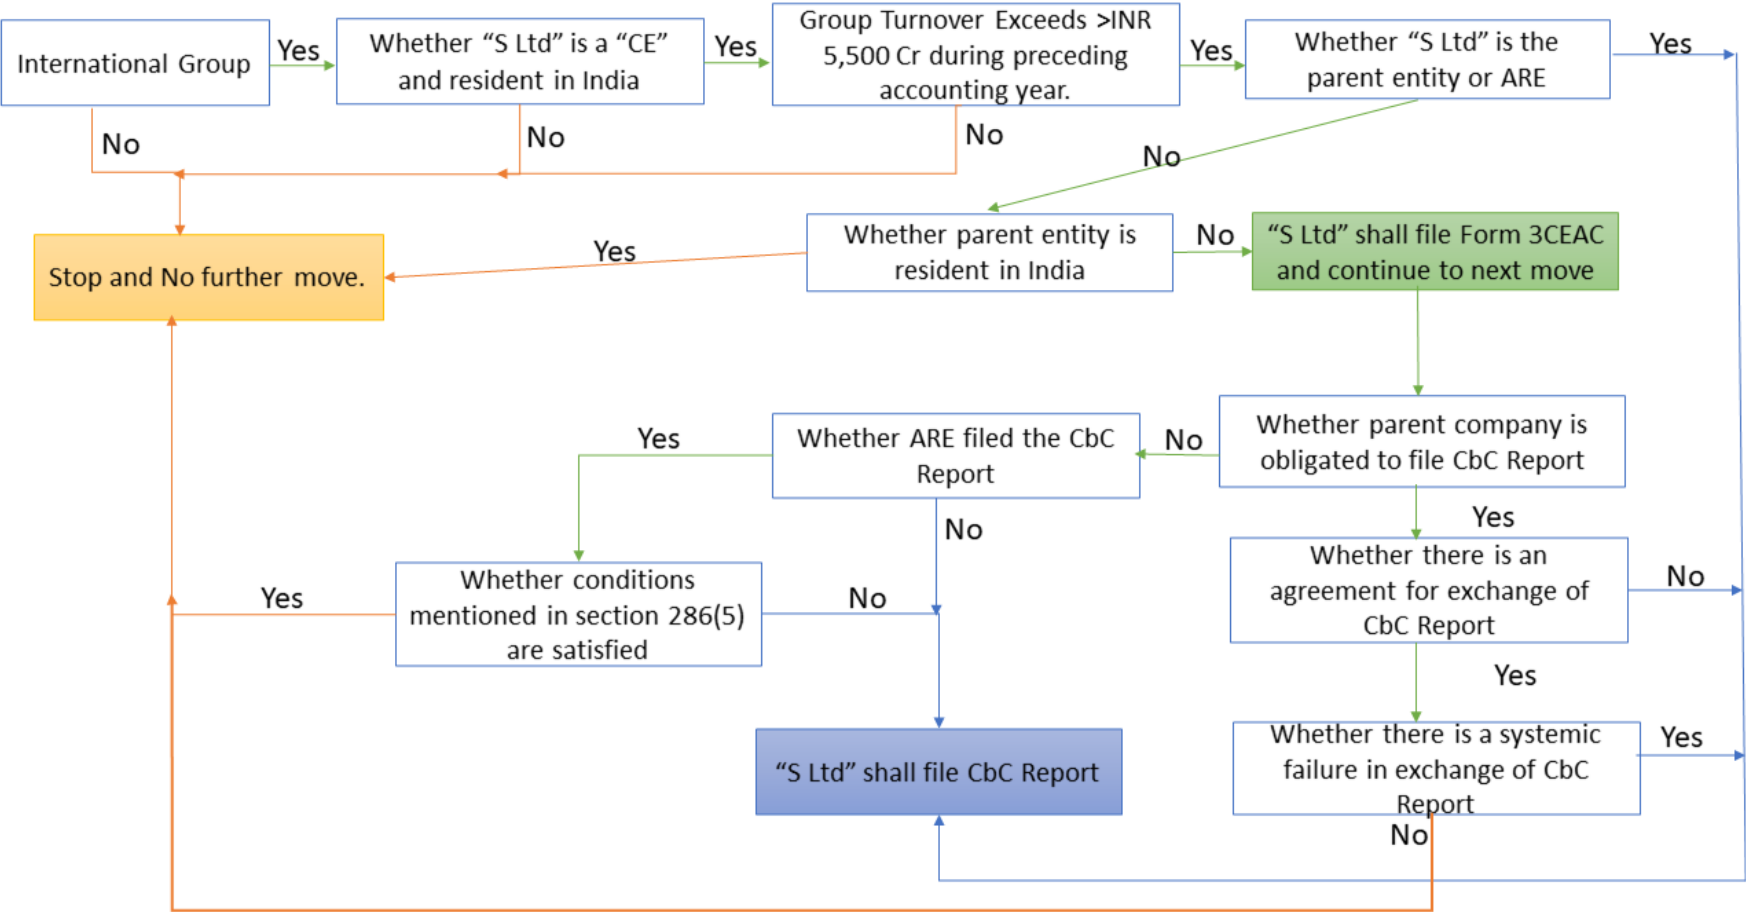 International Group
Yes
Whether “S Ltd” is a “CE”
and resident in India
Yes
Group Turnover Exceeds >INR
5,500 Cr during preceding
accounting year.
Yes
Whether “S Ltd” is the
parent entity or ARE
Yes
No
No
No
No
Stop and No further move.
Yes
Whether parent entity is
resident in India
No
“S Ltd” shall file Form 3CEAC
and continue to next move
Yes
Whether ARE filed the CbC
Report
No
Whether parent company is
obligated to file CbC Report
No
Yes
Yes
Whether conditions
mentioned in section 286(5)
are satisfied
No
Whether there is an
agreement for exchange of
CbC Report
No
Yes
“S Ltd” shall file CbC Report
Whether there is a systemic
failure in exchange of CbC
Report
Yes
No